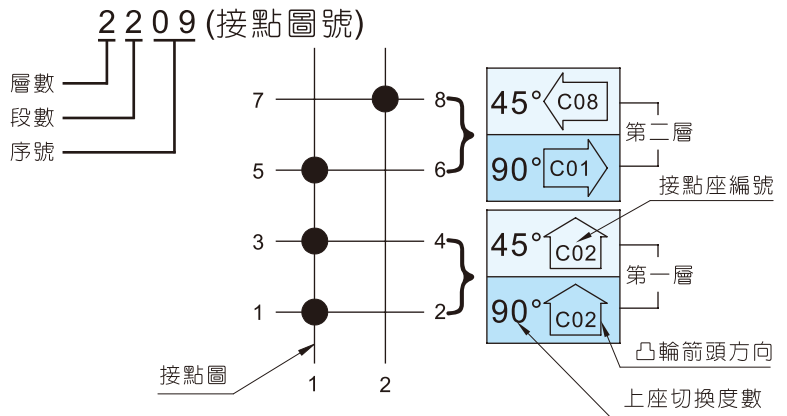 2209(接點圖號)
層數
段數
序號
7 8 45° C08
第二層
5 6 90° C01
接點座編號
3 4 45° C02
第一層
1 2 90° C02
凸輪箭頭方向
接點圖
1 2
上座切換度數